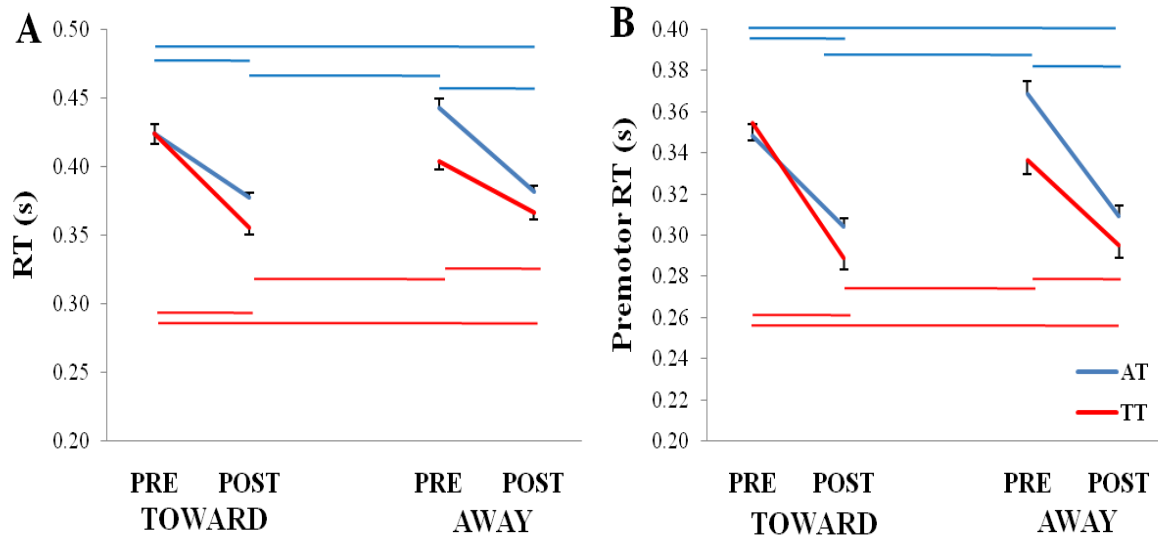 A
RT (s)
0.50
0.45
0.40
0.35
0.30
0.25
0.20
PRE POST PRE POST
TOWARD AWAY
B
Premotor RT (s)
0.40
0.38
0.36
0.34
0.32
0.30
0.28
0.26
0.24
0.22
0.20
AT
TT
PRE POST PRE POST
TOWARD AWAY